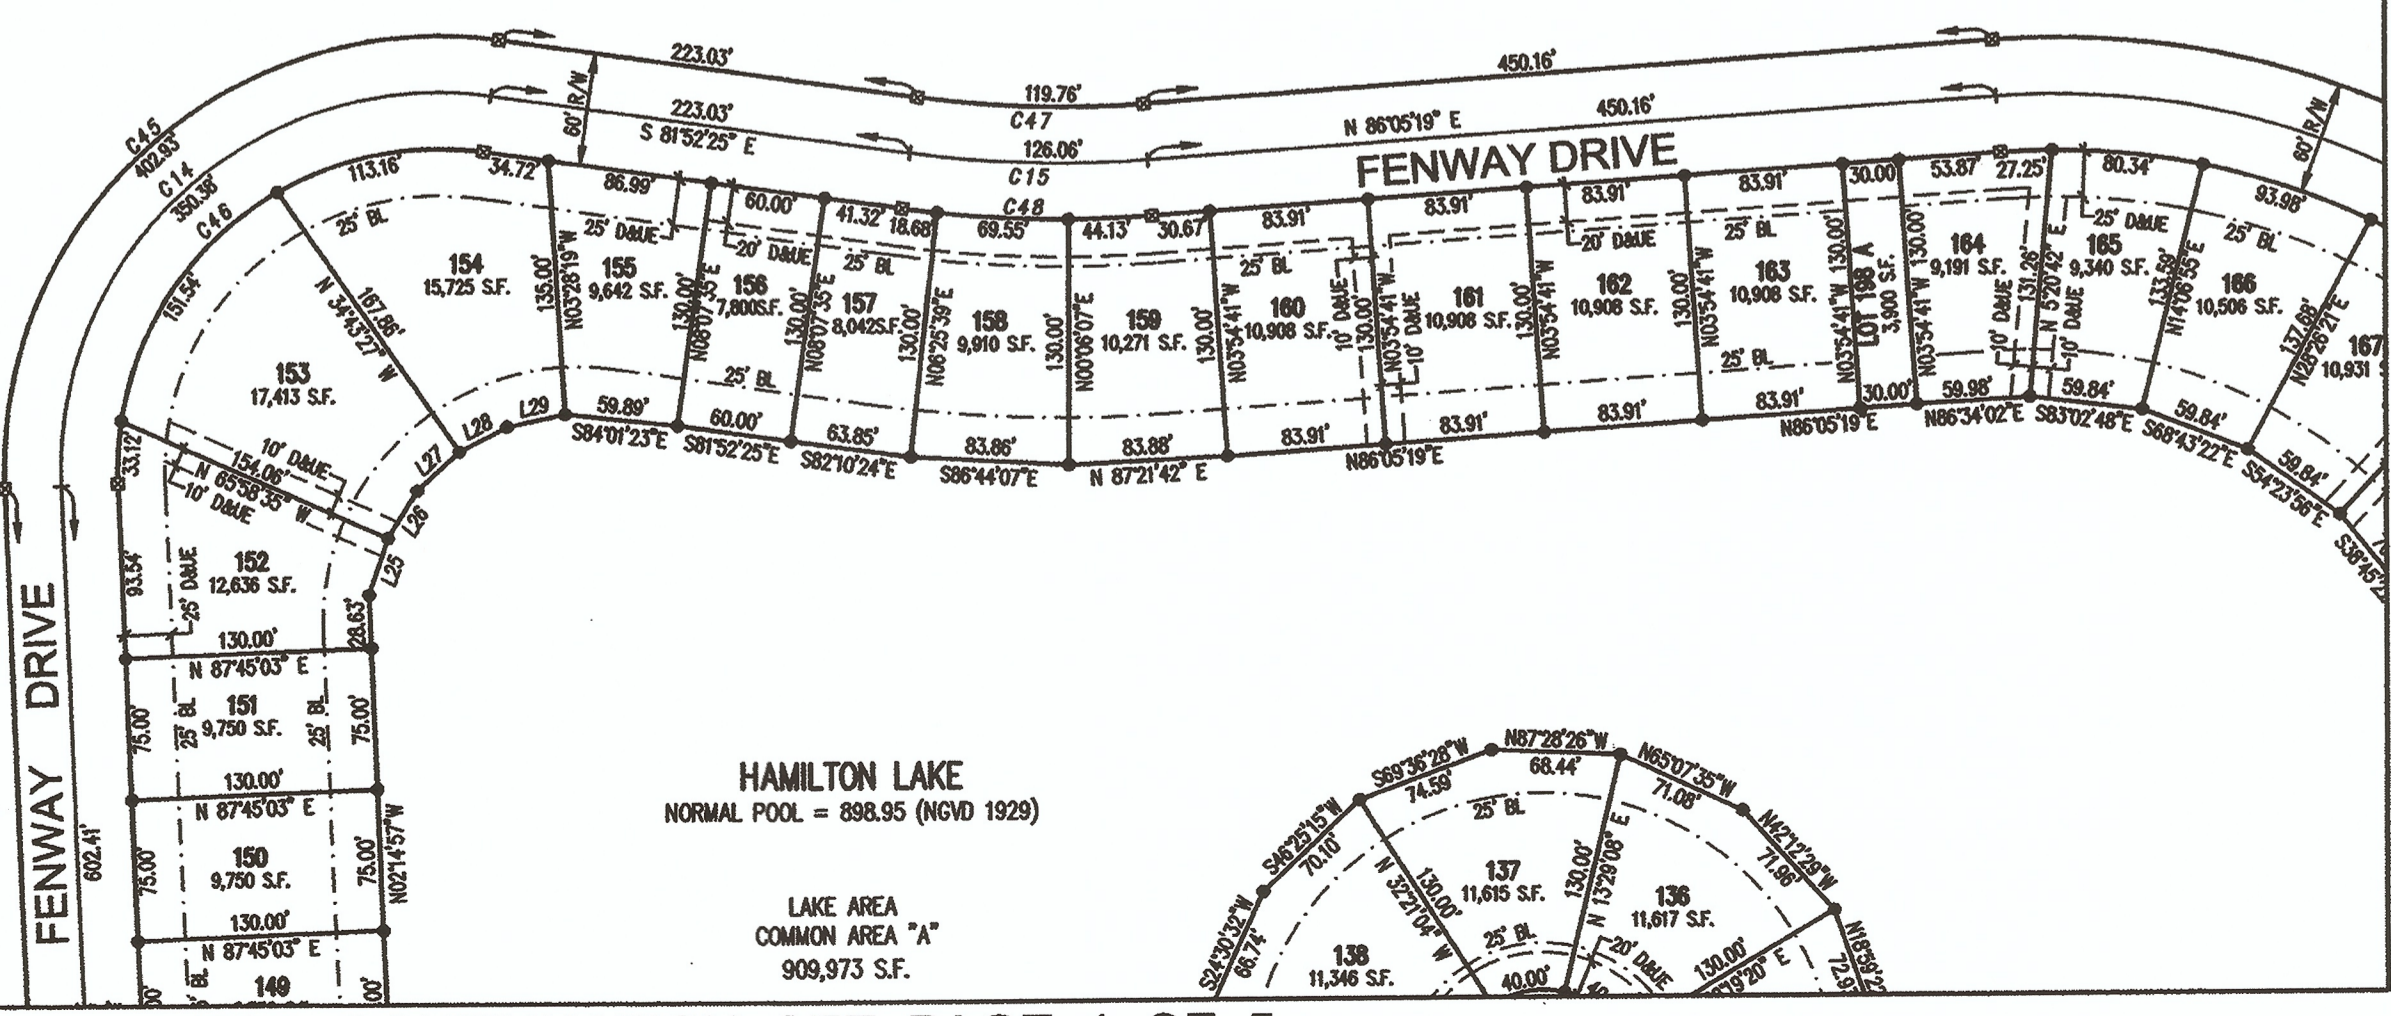 223.03'
119.76'
C47
450.16'
C45
402.93'
C14
350.38'
C46
60' R/W
223.03'
S 81°52'25" E
126.06'
C15
N 86°05'19" E
450.16'
60' R/W
FENWAY DRIVE
113.16'
34.72'
86.99'
60.00'
41.32'
18.68'
C48
69.55'
44.13'
30.67'
83.91'
83.91'
83.91'
83.91'
30.00'
53.87'
27.25'
80.34'
93.98'
25' BL
25' D&UE
20' D&UE
25' BL
25' BL
20' D&UE
25' BL
25' D&UE
25' BL
151.54'
N 34°43'27" W
167.86'
154
15,725 S.F.
135.00'
N03°28'19"W
155
9,642 S.F.
130.00'
N08°07'35"E
156
7,800S.F.
130.00'
N08°07'35"E
157
8,042S.F.
130.00'
N06°25'39"E
158
9,910 S.F.
130.00'
N00°06'07"E
159
10,271 S.F.
130.00'
N03°54'41"W
160
10,908 S.F.
10' D&UE
130.00'
N03°54'41"W
10' D&UE
161
10,908 S.F.
130.00'
N03°54'41"W
162
10,908 S.F.
130.00'
N03°54'41"W
163
10,908 S.F.
N03°54'41"W 130.00'
LOT 198 A
3,900 S.F.
N03°54'41"W 130.00'
164
9,191 S.F.
10' D&UE
131.26'
N 5°20'42" E
10' D&UE
165
9,340 S.F.
133.59'
N14°06'55"E
166
10,506 S.F.
137.68'
N28°26'21"E
167
10,931
25' BL
25' BL
153
17,413 S.F.
L29
L28
L27
L26
L25
59.89'
S84°01'23"E
60.00'
S81°52'25"E
63.85'
S82°10'24"E
83.86'
S86°44'07"E
83.88'
N 87°21'42" E
83.91'
N86°05'19"E
83.91'
83.91'
83.91'
N86°05'19"E
30.00'
59.98'
N86°34'02"E
59.84'
S83°02'48"E
59.84'
S68°43'22"E
59.84'
S54°23'56"E
S38°45'2
33.12'
10' D&UE
154.06'
N 65°58'35" W
10' D&UE
93.54'
25' D&UE
152
12,636 S.F.
28.63'
130.00'
N 87°45'03" E
FENWAY DRIVE
602.41'
75.00'
25' BL
151
9,750 S.F.
25' BL
75.00'
130.00'
N 87°45'03" E
75.00'
150
9,750 S.F.
75.00'
N02°14'57"W
130.00'
N 87°45'03" E
149
HAMILTON LAKE
NORMAL POOL = 898.95 (NGVD 1929)
LAKE AREA
COMMON AREA "A"
909,973 S.F.
S24°30'32"W
66.74'
S46°25'15"W
70.10'
S69°36'28"W
74.59'
N87°28'26"W
68.44'
N65°07'35"W
71.08'
N42°12'29"W
71.96'
N18°59'2
72.9
25' BL
137
11,615 S.F.
130.00'
N 32°21'04" W
130.00'
N 13°29'08" E
136
11,617 S.F.
138
11,346 S.F.
25' BL
20' D&UE
130.00'
40.00'